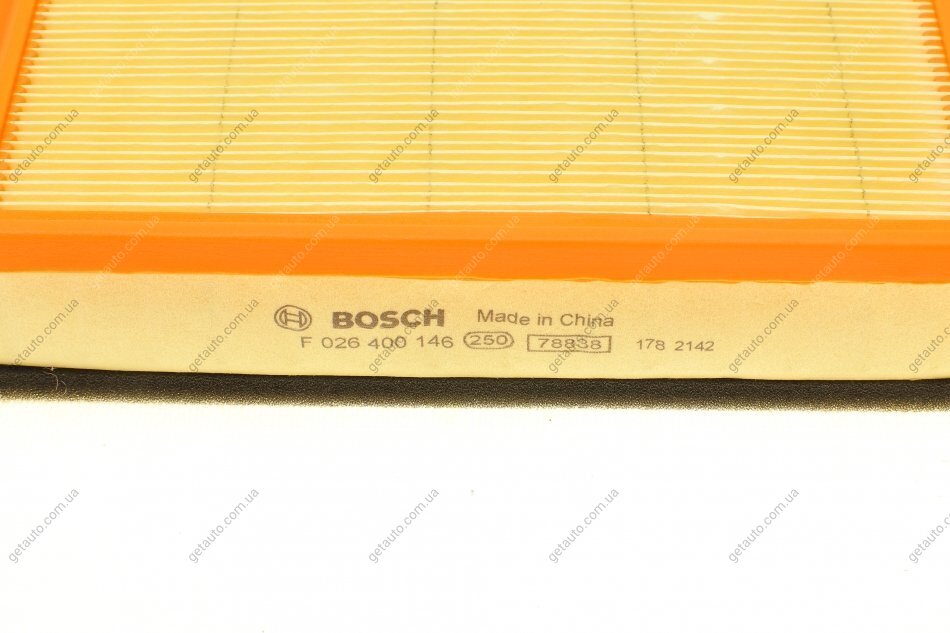 BOSCH Made in China
F 026 400 146 250 78838 178 2142
getauto.com.ua